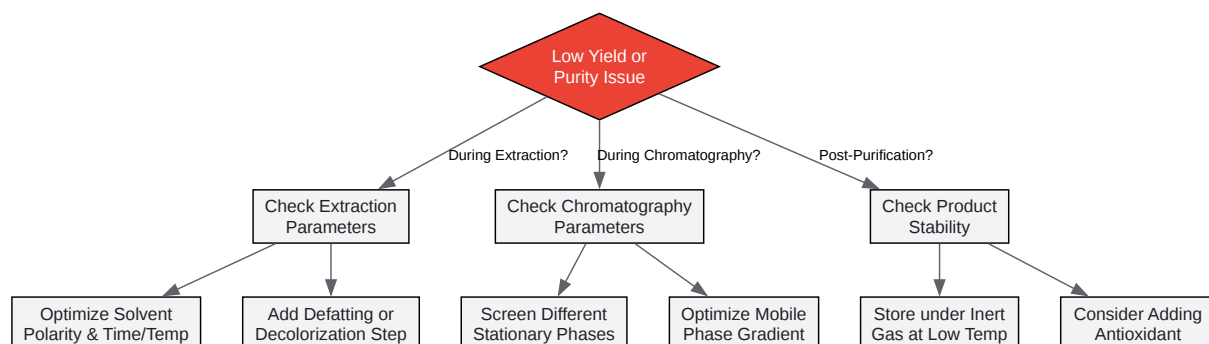 Low Yield or
Purity Issue
During Extraction?
During Chromatography?
Post-Purification?
Check Extraction
Parameters
Check Chromatography
Parameters
Check Product
Stability
Optimize Solvent
Polarity & Time/Temp
Add Defatting or
Decolorization Step
Screen Different
Stationary Phases
Optimize Mobile
Phase Gradient
Store under Inert
Gas at Low Temp
Consider Adding
Antioxidant